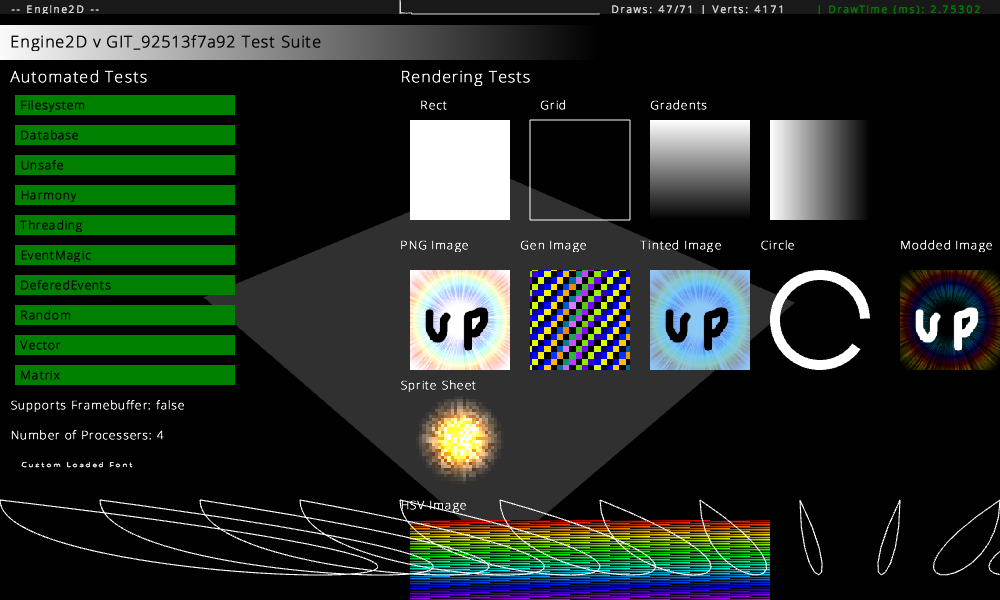 -- Engine2D --
Draws: 47/71 | Verts: 4171 | DrawTime (ms): 2.75302
Engine2D v GIT_92513f7a92 Test Suite
Automated Tests
Filesystem
Database
Unsafe
Harmony
Threading
EventMagic
DeferedEvents
Random
Vector
Matrix
Supports Framebuffer: false
Number of Processers: 4
Custom Loaded Font
Rendering Tests
Rect
Grid
Gradents
PNG Image
Gen Image
Tinted Image
Circle
Modded Image
UP
UP
UP
Sprite Sheet
HSV Image